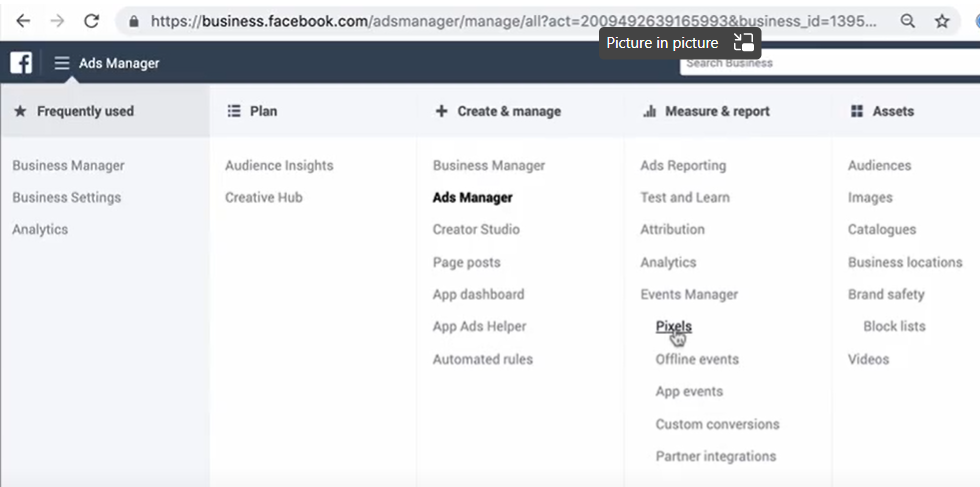 https://business.facebook.com/adsmanager/manage/all?act=2009492639165993&business_id=1395...
Picture in picture
Ads Manager
Search Business
Frequently used
Business Manager
Business Settings
Analytics
Plan
Audience Insights
Creative Hub
Create & manage
Business Manager
Ads Manager
Creator Studio
Page posts
App dashboard
App Ads Helper
Automated rules
Measure & report
Ads Reporting
Test and Learn
Attribution
Analytics
Events Manager
Pixels
Offline events
App events
Custom conversions
Partner integrations
Assets
Audiences
Images
Catalogues
Business locations
Brand safety
Block lists
Videos